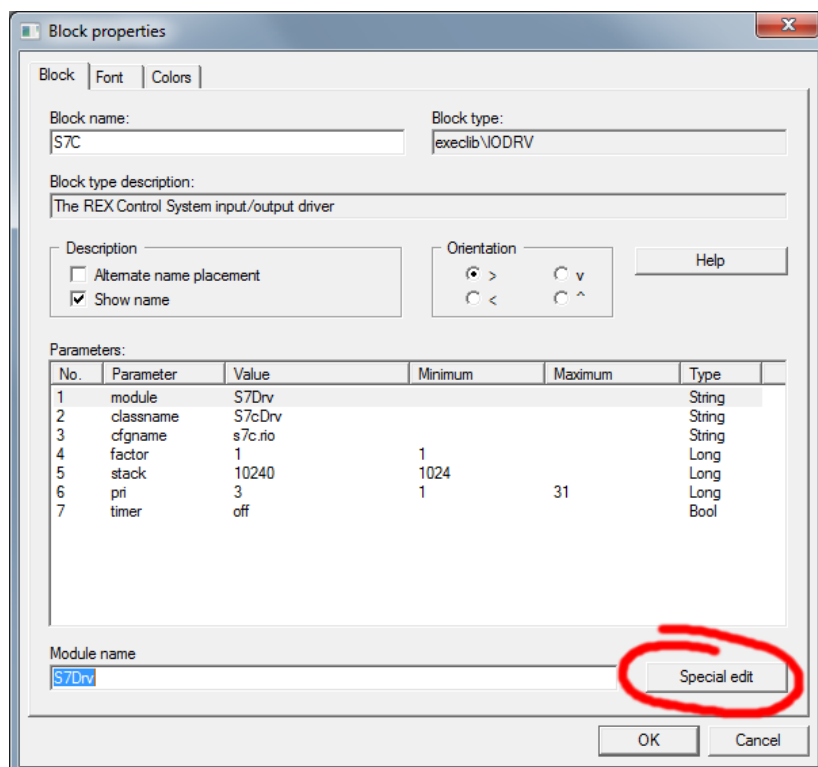 Block properties
Block Font Colors
Block name: Block type:
S7C execlib\IODRV
Block type description:
The REX Control System input/output driver
Description Orientation
Alternate name placement > v Help
Show name < ^
Parameters:
No. Parameter Value Minimum Maximum Type
1 module S7Drv String
2 classname S7cDrv String
3 cfgname s7c.rio String
4 factor 1 1 Long
5 stack 10240 1024 Long
6 pri 3 1 31 Long
7 timer off Bool
Module name
S7Drv Special edit
OK Cancel